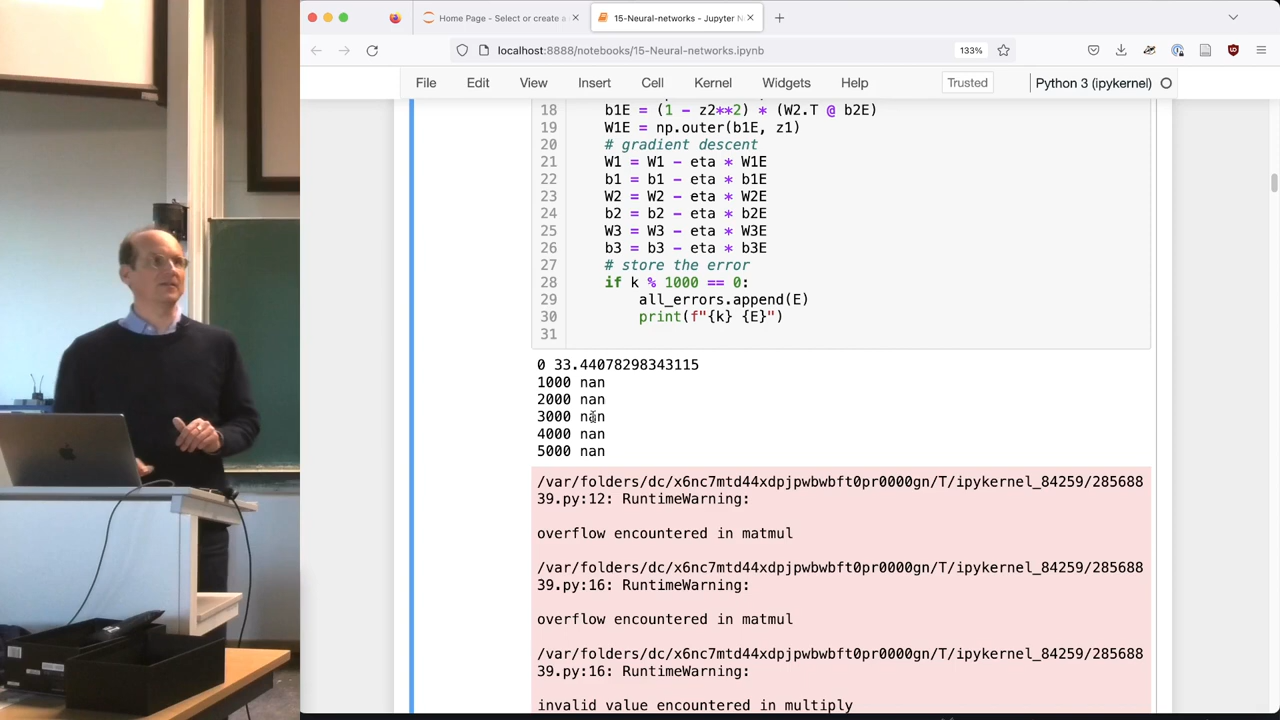 Home Page - Select or create a
15-Neural-networks - Jupyter N
localhost:8888/notebooks/15-Neural-networks.ipynb
133%
File Edit View Insert Cell Kernel Widgets Help
Trusted
Python 3 (ipykernel)
18 b1E = (1 - z2**2) * (W2.T @ b2E)
19 W1E = np.outer(b1E, z1)
20 # gradient descent
21 W1 = W1 - eta * W1E
22 b1 = b1 - eta * b1E
23 W2 = W2 - eta * W2E
24 b2 = b2 - eta * b2E
25 W3 = W3 - eta * W3E
26 b3 = b3 - eta * b3E
27 # store the error
28 if k % 1000 == 0:
29 all_errors.append(E)
30 print(f"{k} {E}")
31
0 33.44078298343115
1000 nan
2000 nan
3000 nan
4000 nan
5000 nan
/var/folders/dc/x6nc7mtd44xdpjpwbwbft0pr0000gn/T/ipykernel_84259/285688
39.py:12: RuntimeWarning:
overflow encountered in matmul
/var/folders/dc/x6nc7mtd44xdpjpwbwbft0pr0000gn/T/ipykernel_84259/285688
39.py:16: RuntimeWarning:
overflow encountered in matmul
/var/folders/dc/x6nc7mtd44xdpjpwbwbft0pr0000gn/T/ipykernel_84259/285688
39.py:16: RuntimeWarning:
invalid value encountered in multiply